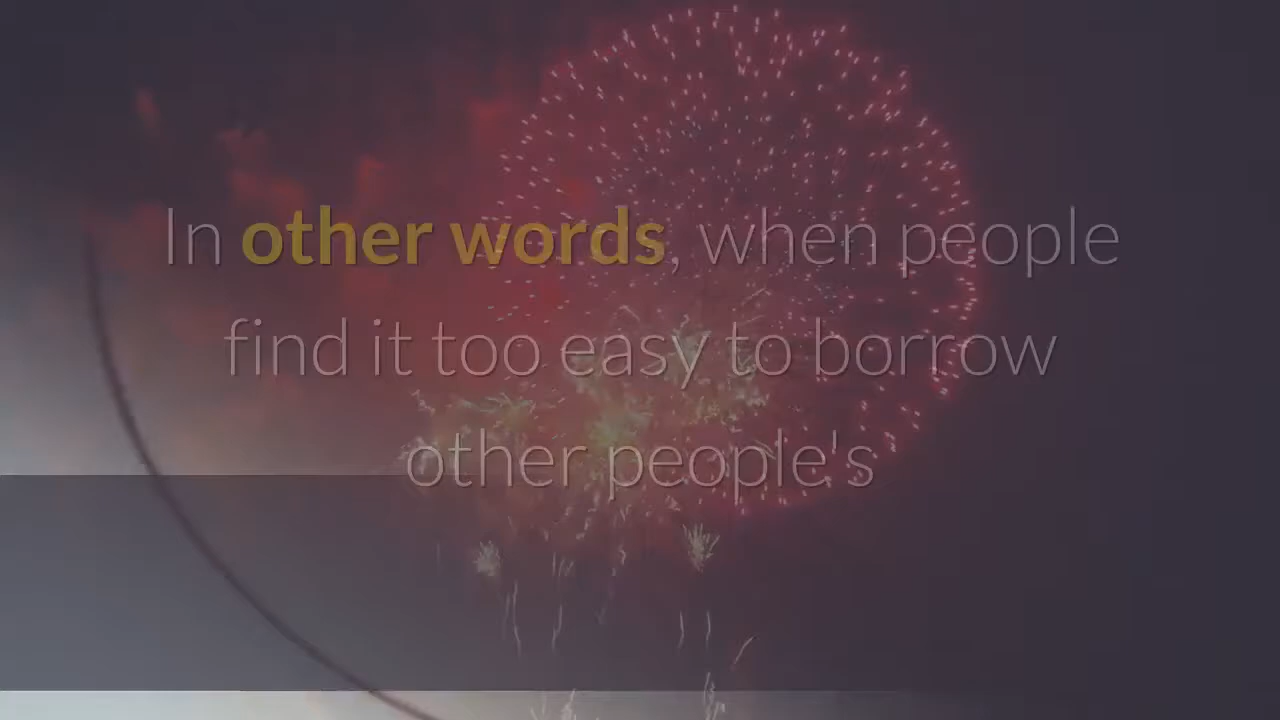 In other words, when people
find it too easy to borrow
other people's